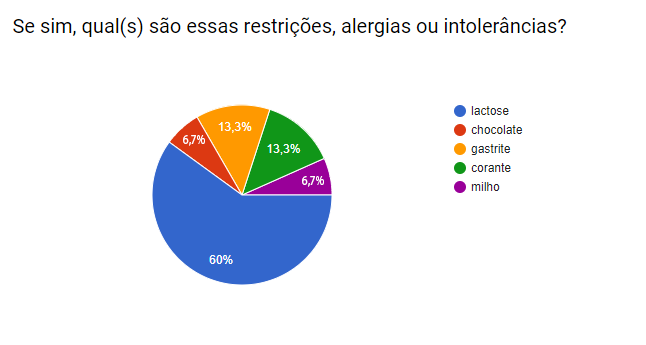 Se sim, qual(s) são essas restrições, alergias ou intolerâncias?
13,3%
6,7%
13,3%
6,7%
60%
lactose
chocolate
gastrite
corante
milho